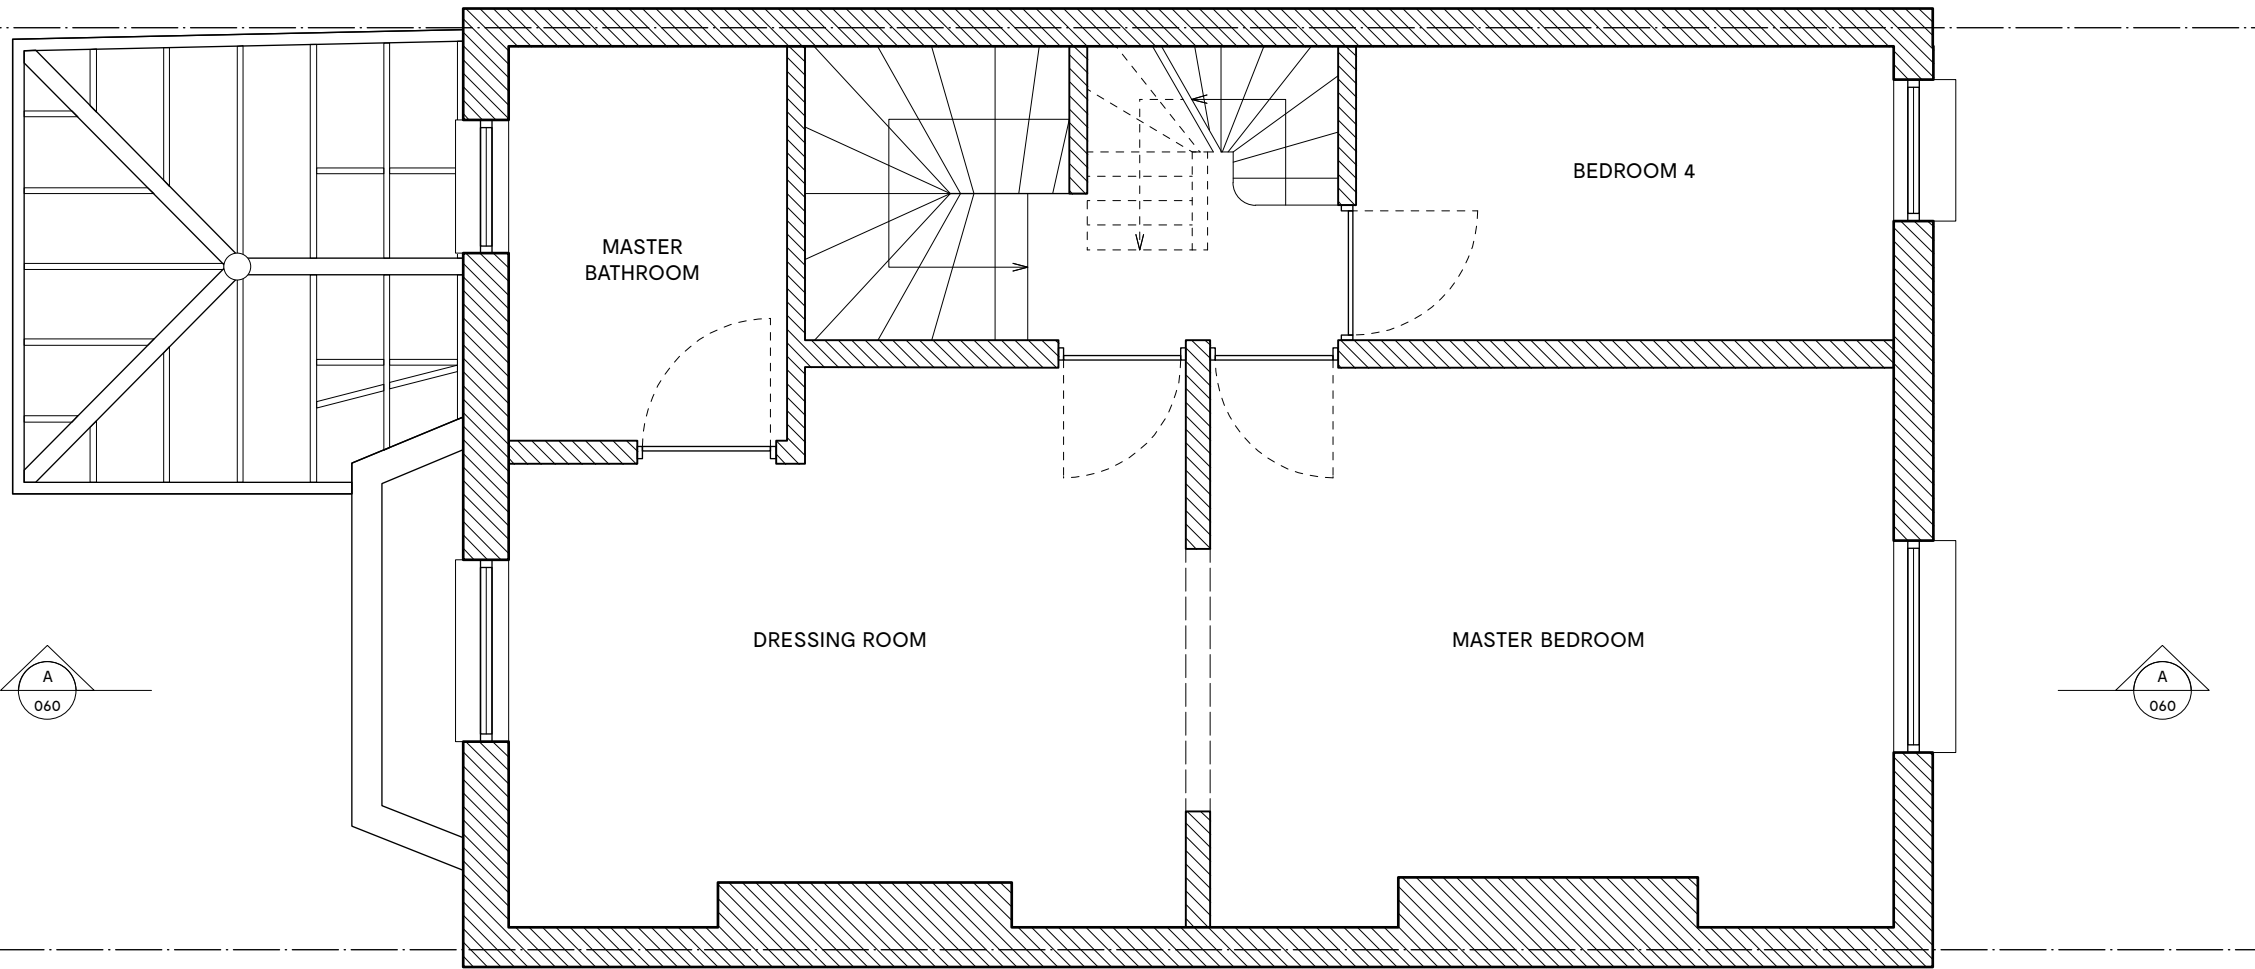 BEDROOM 4
MASTER
BATHROOM
DRESSING ROOM
MASTER BEDROOM
A
060
A
060